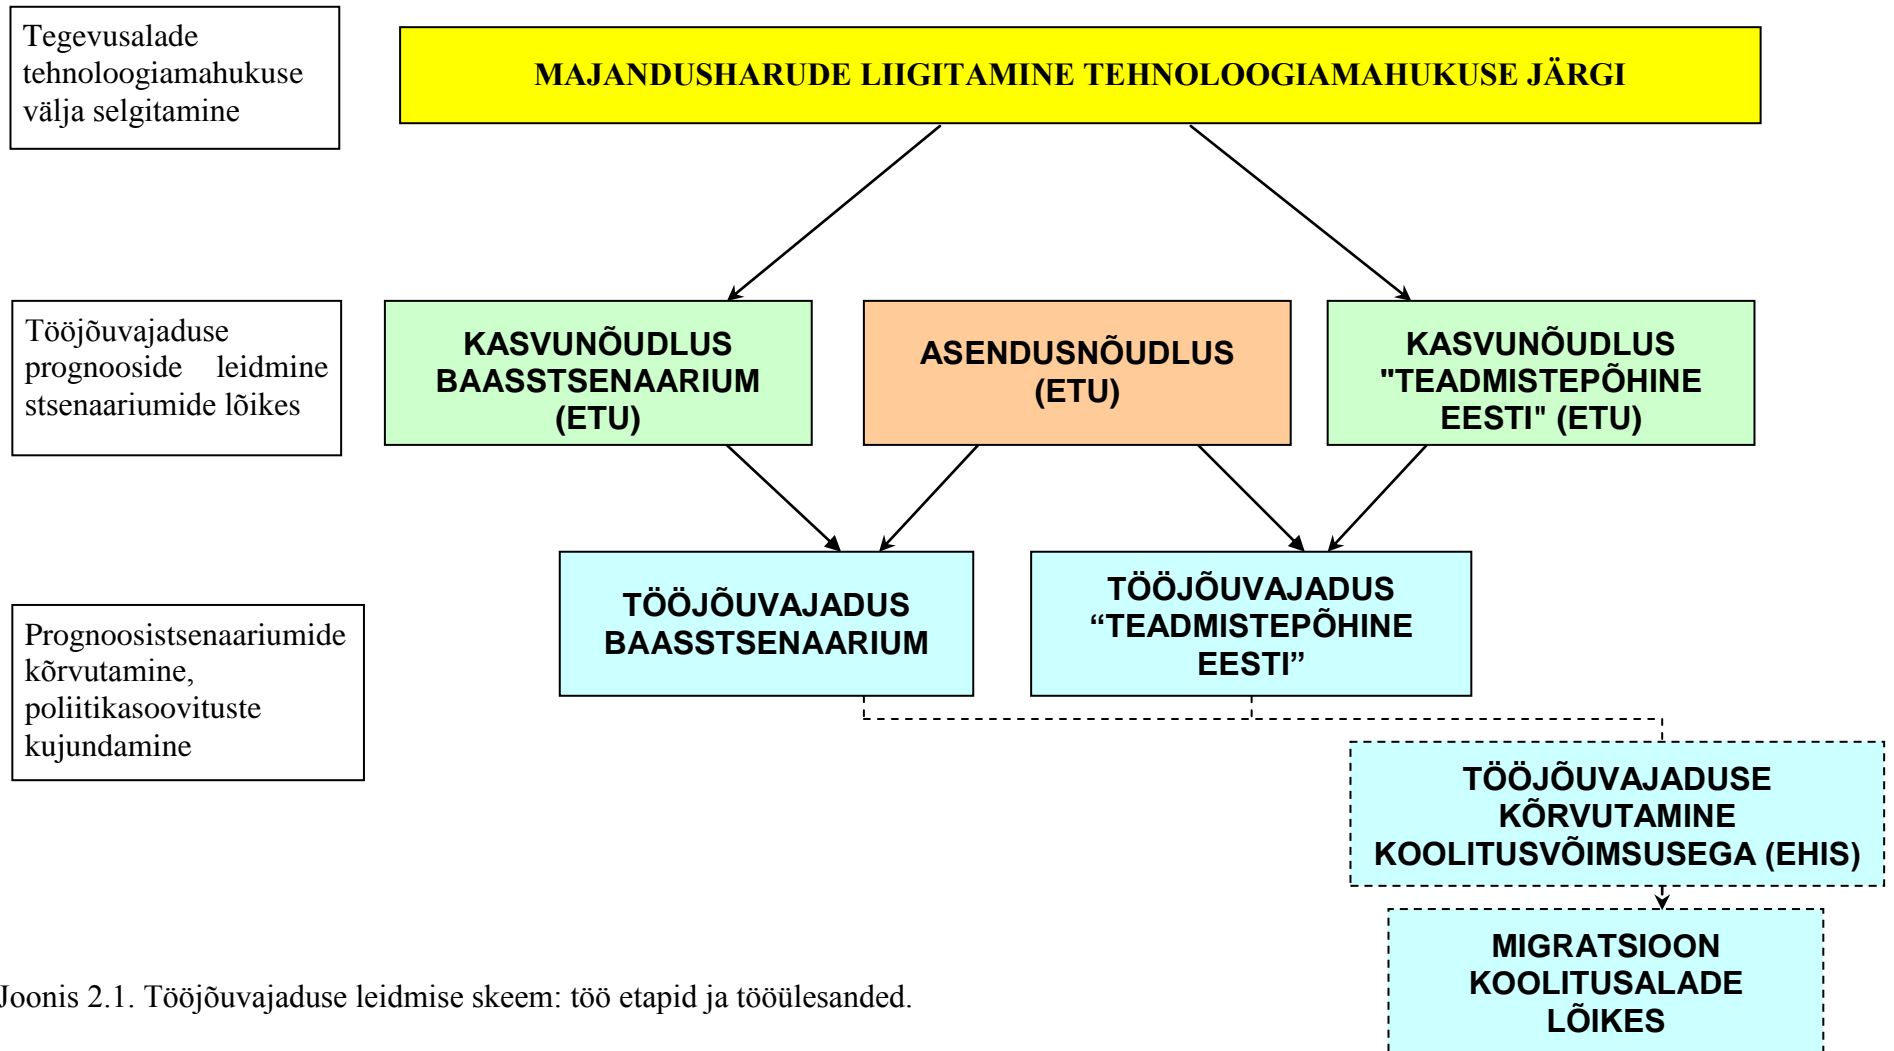 Tegevusalade
tehnoloogiamahukuse
välja selgitamine
MAJANDUSHARUDE LIIGITAMINE TEHNOLOOGIAMAHUKUSE JÄRGI
Tööjõuvajaduse
prognooside leidmine
stsenaariumide lõikes
KASVUNÕUDLUS
BAASSTSENAARIUM
(ETU)
ASENDUSNÕUDLUS
(ETU)
KASVUNÕUDLUS
"TEADMISTEPÕHINE
EESTI" (ETU)
Prognoosistsenaariumide
kõrvutamine,
poliitikasoovituste
kujundamine
TÖÖJÕUVAJADUS
BAASSTSENAARIUM
TÖÖJÕUVAJADUS
“TEADMISTEPÕHINE
EESTI”
TÖÖJÕUVAJADUSE
KÕRVUTAMINE
KOOLITUSVÕIMSUSEGA (EHIS)
MIGRATSIOON
KOOLITUSALADE
LÕIKES
Joonis 2.1. Tööjõuvajaduse leidmise skeem: töö etapid ja tööülesanded.